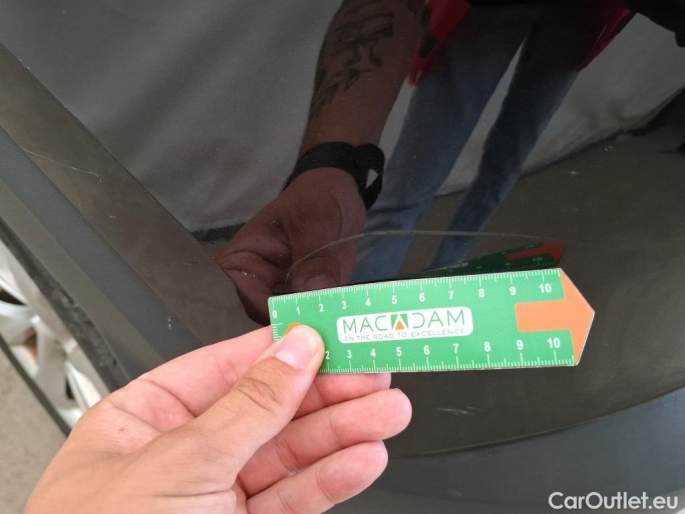 0 1 2 3 4 5 6 7 8 9 10
MACADAM
ON THE ROAD TO EXCELLENCE
2 3 4 5 6 7 8 9 10
CarOutlet.eu